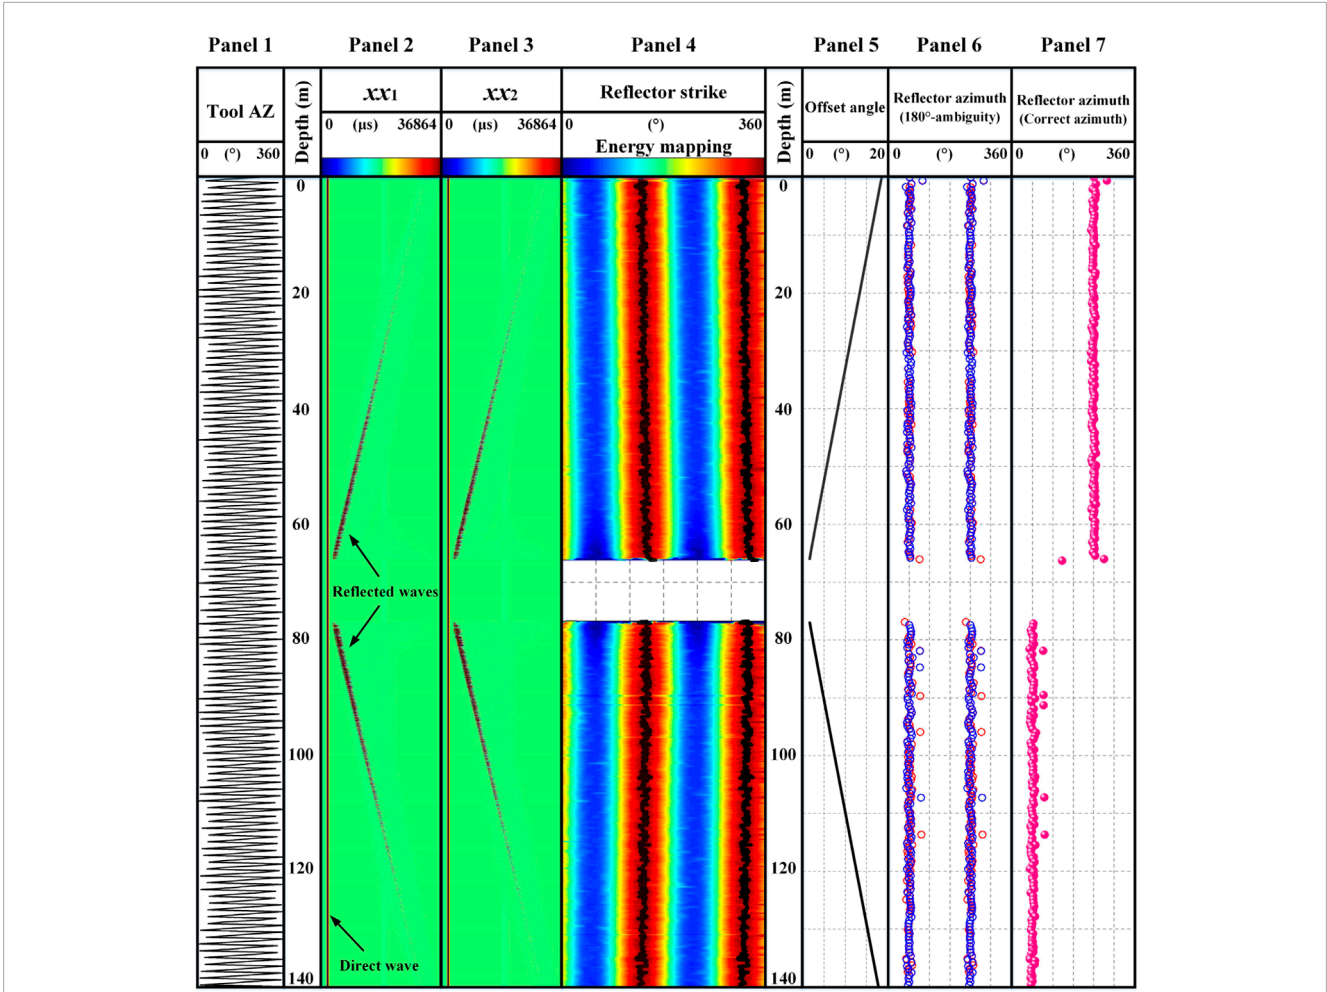 Panel 1 Panel 2 Panel 3 Panel 4 Panel 5 Panel 6 Panel 7
Tool AZ
0 (°) 360
Depth (m)
xx1
0 (μs) 36864
xx2
0 (μs) 36864
Reflector strike
0 (°) 360
Energy mapping
Depth (m)
Offset angle
0 (°) 20
Reflector azimuth
(180°-ambiguity)
0 (°) 360
Reflector azimuth
(Correct azimuth)
0 (°) 360
0 0
20 20
40 40
60 60
Reflected waves
80 80
100 100
120 120
Direct wave
140 140